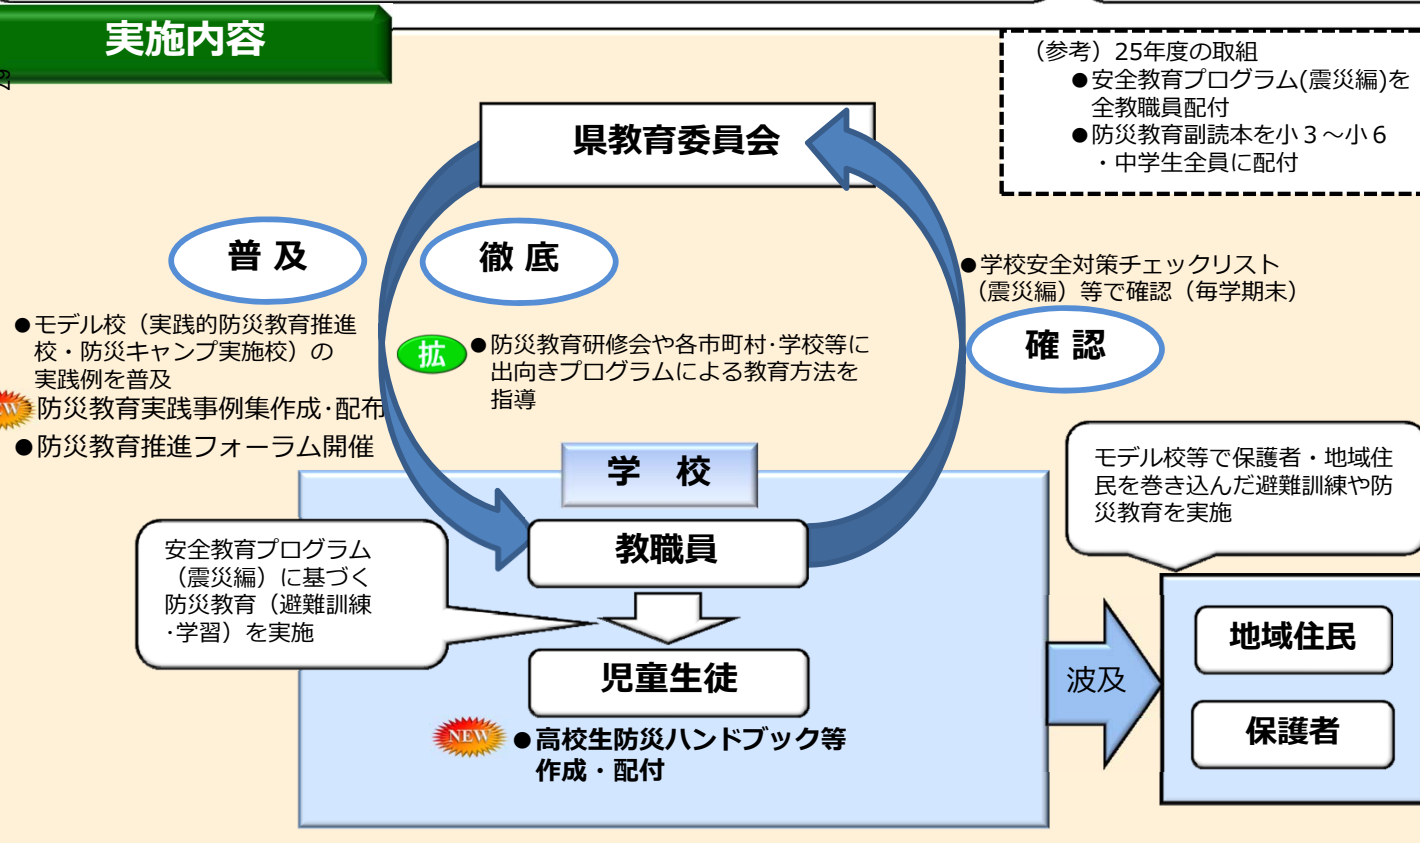 実施内容
(参考)25年度の取組
●安全教育プログラム(震災編)を
全教職員配付
●防災教育副読本を小３～小６
・中学生全員に配付
県教育委員会
普 及
徹 底
●学校安全対策チェックリスト
(震災編)等で確認(毎学期末)
確 認
●モデル校(実践的防災教育推進
校・防災キャンプ実施校)の
実践例を普及
防災教育実践事例集作成･配布
●防災教育推進フォーラム開催
拡
●防災教育研修会や各市町村･学校等に
出向きプログラムによる教育方法を
指導
学 校
教職員
安全教育プログラム
(震災編)に基づく
防災教育(避難訓練
･学習)を実施
児童生徒
NEW
●高校生防災ハンドブック等
作成・配付
モデル校等で保護者・地域住
民を巻き込んだ避難訓練や防
災教育を実施
波及
地域住民
保護者